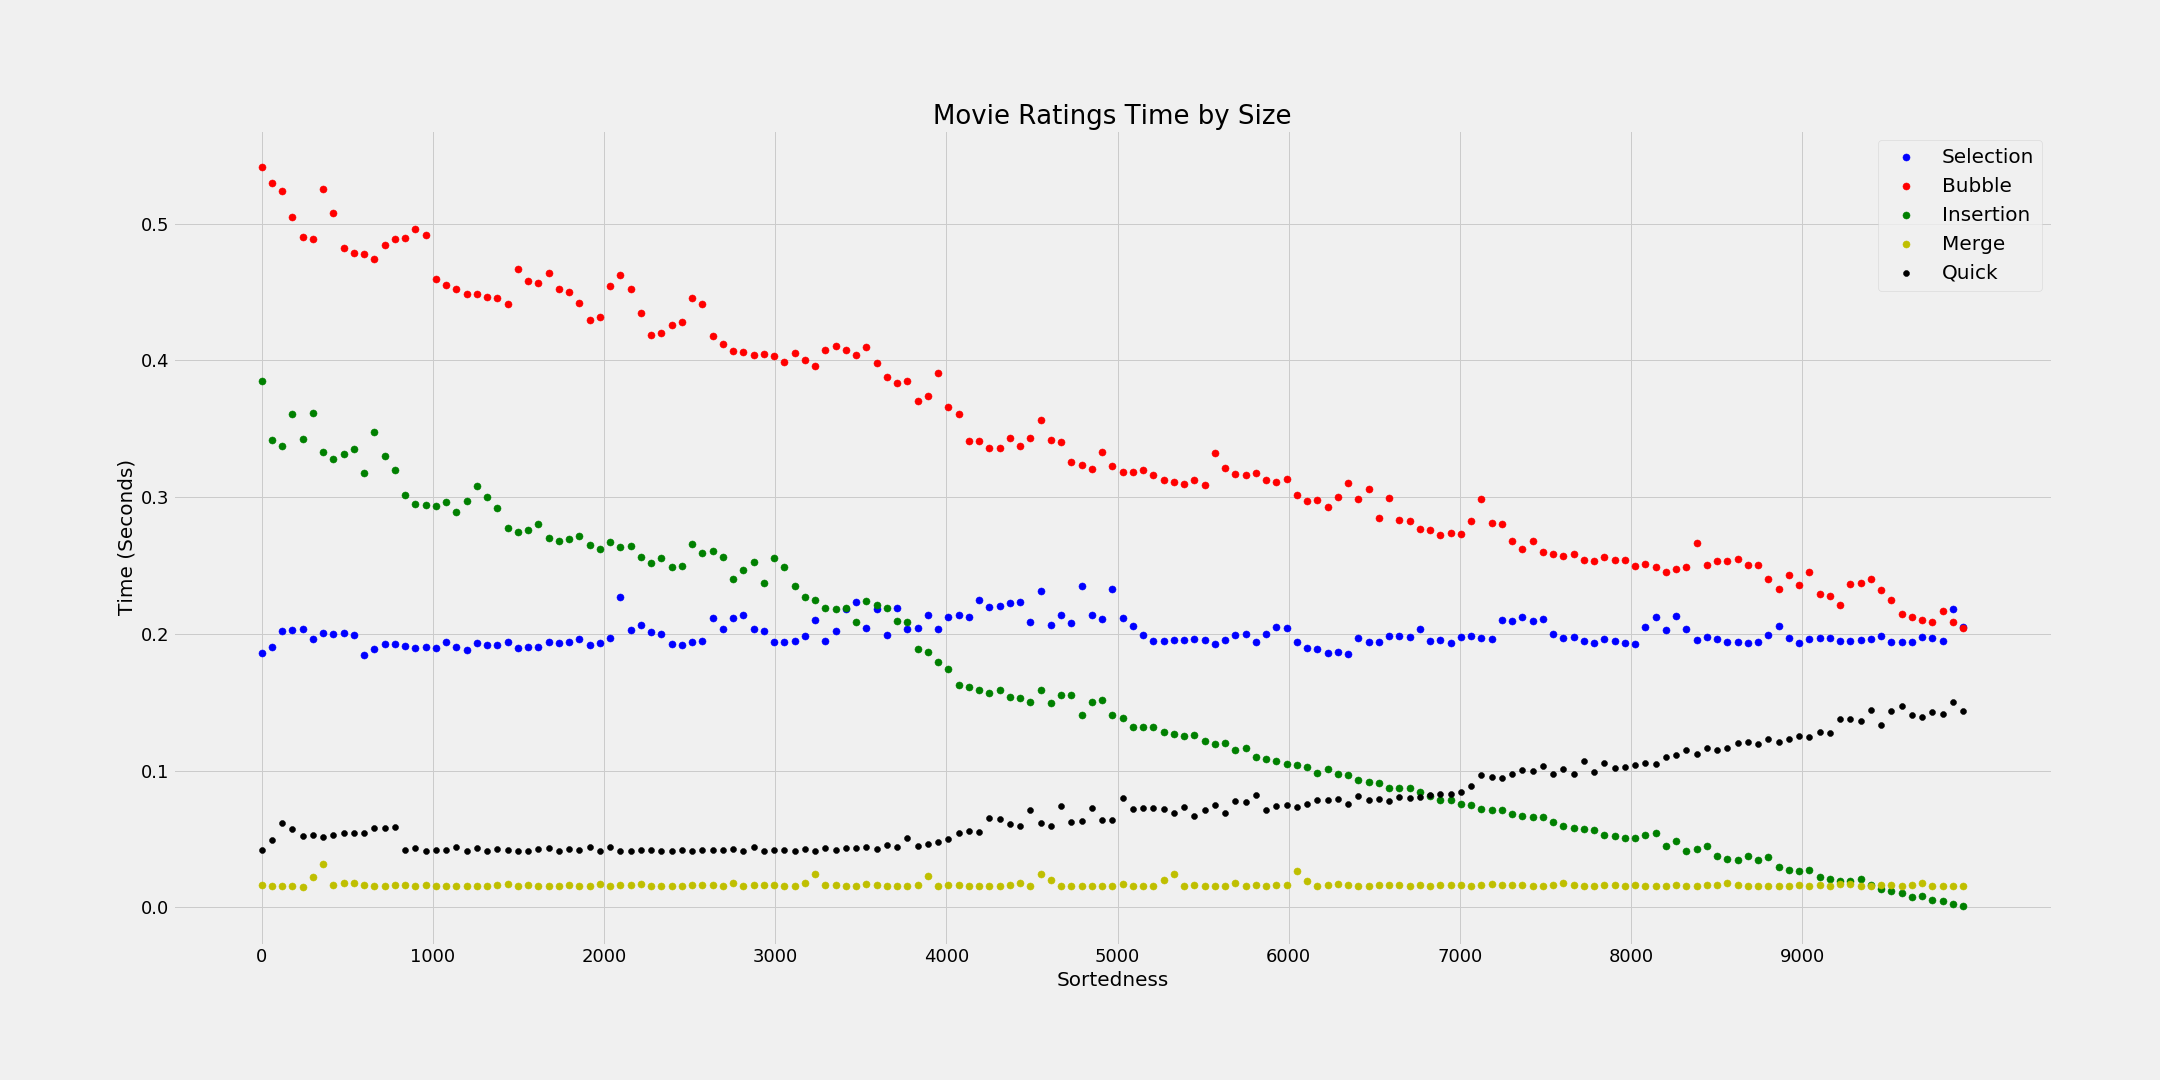 Movie Ratings Time by Size
Selection
Bubble
Insertion
Merge
Quick
Time (Seconds)
0.5
0.4
0.3
0.2
0.1
0.0
0 1000 2000 3000 4000 5000 6000 7000 8000 9000
Sortedness